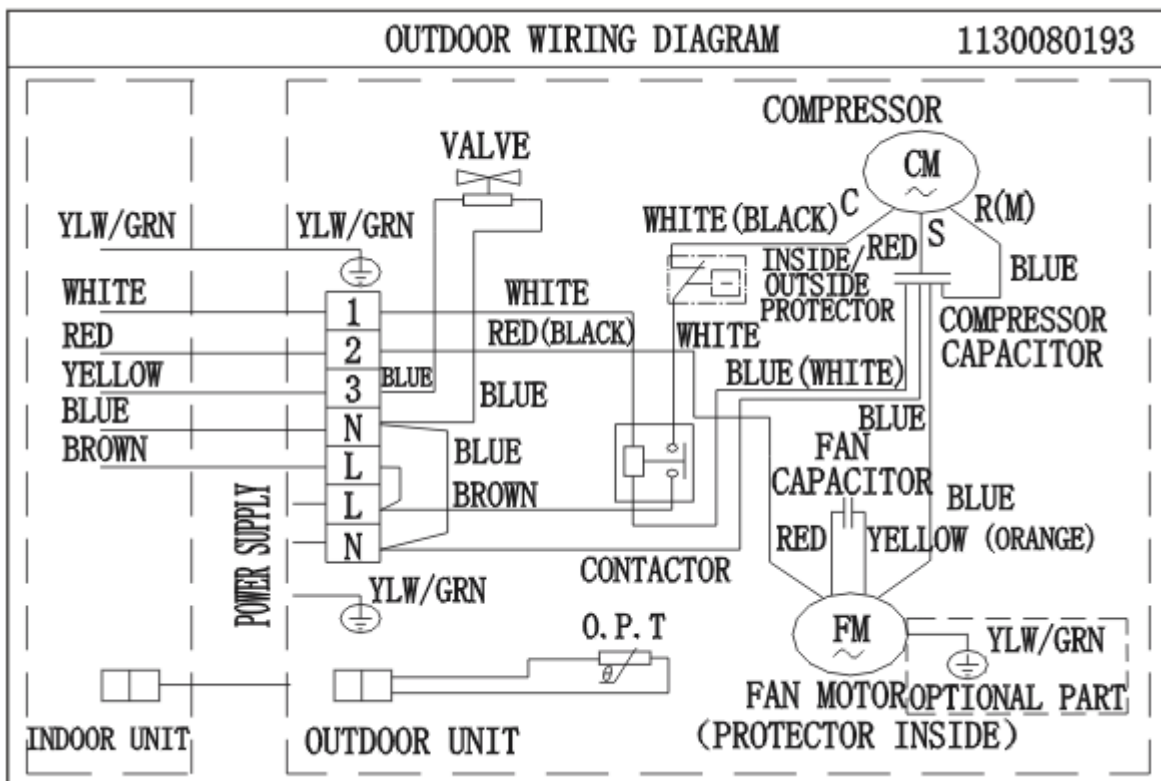 OUTDOOR WIRING DIAGRAM 1130080193
COMPRESSOR
VALVE
CM
C
R(M)
YLW/GRN YLW/GRN
WHITE(BLACK)
RED
S
WHITE
WHITE
INSIDE/
OUTSIDE
PROTECTOR
BLUE
1
RED
RED(BLACK)
WHITE
COMPRESSOR
CAPACITOR
2
YELLOW
BLUE
BLUE
BLUE(WHITE)
3
BLUE
N
BLUE
BLUE
FAN
CAPACITOR
BROWN
L
BROWN
BLUE
L
POWER SUPPLY
RED
YELLOW (ORANGE)
N
CONTACTOR
YLW/GRN
O.P.T
θ
FM
YLW/GRN
FAN MOTOR
(PROTECTOR INSIDE)
OPTIONAL PART
INDOOR UNIT
OUTDOOR UNIT